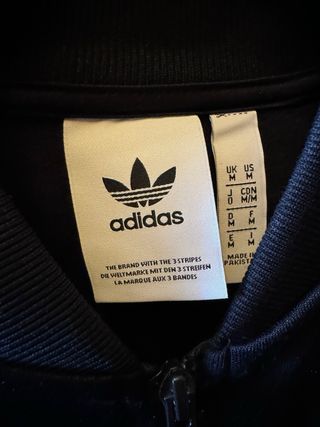 adidas
THE BRAND WITH THE 3 STRIPES
DIE WELTMARKE MIT DEN 3 STREIFEN
LA MARQUE AUX 3 BANDES
UK US
M M
J CDN
O M/M
D F
M M
E I
M M
MADE IN
PAKISTAN